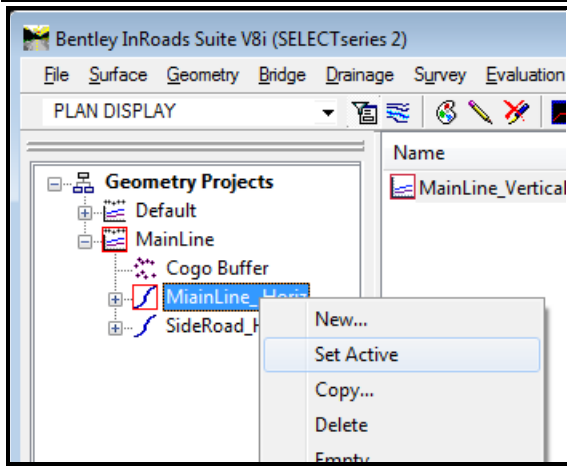 Bentley InRoads Suite V8i (SELECTseries 2)
File Surface Geometry Bridge Drainage Survey Evaluation
PLAN DISPLAY
Name
Geometry Projects
MainLine_Vertical
Default
MainLine
Cogo Buffer
MiainLine_Horiz
SideRoad_H
New...
Set Active
Copy...
Delete
Empty